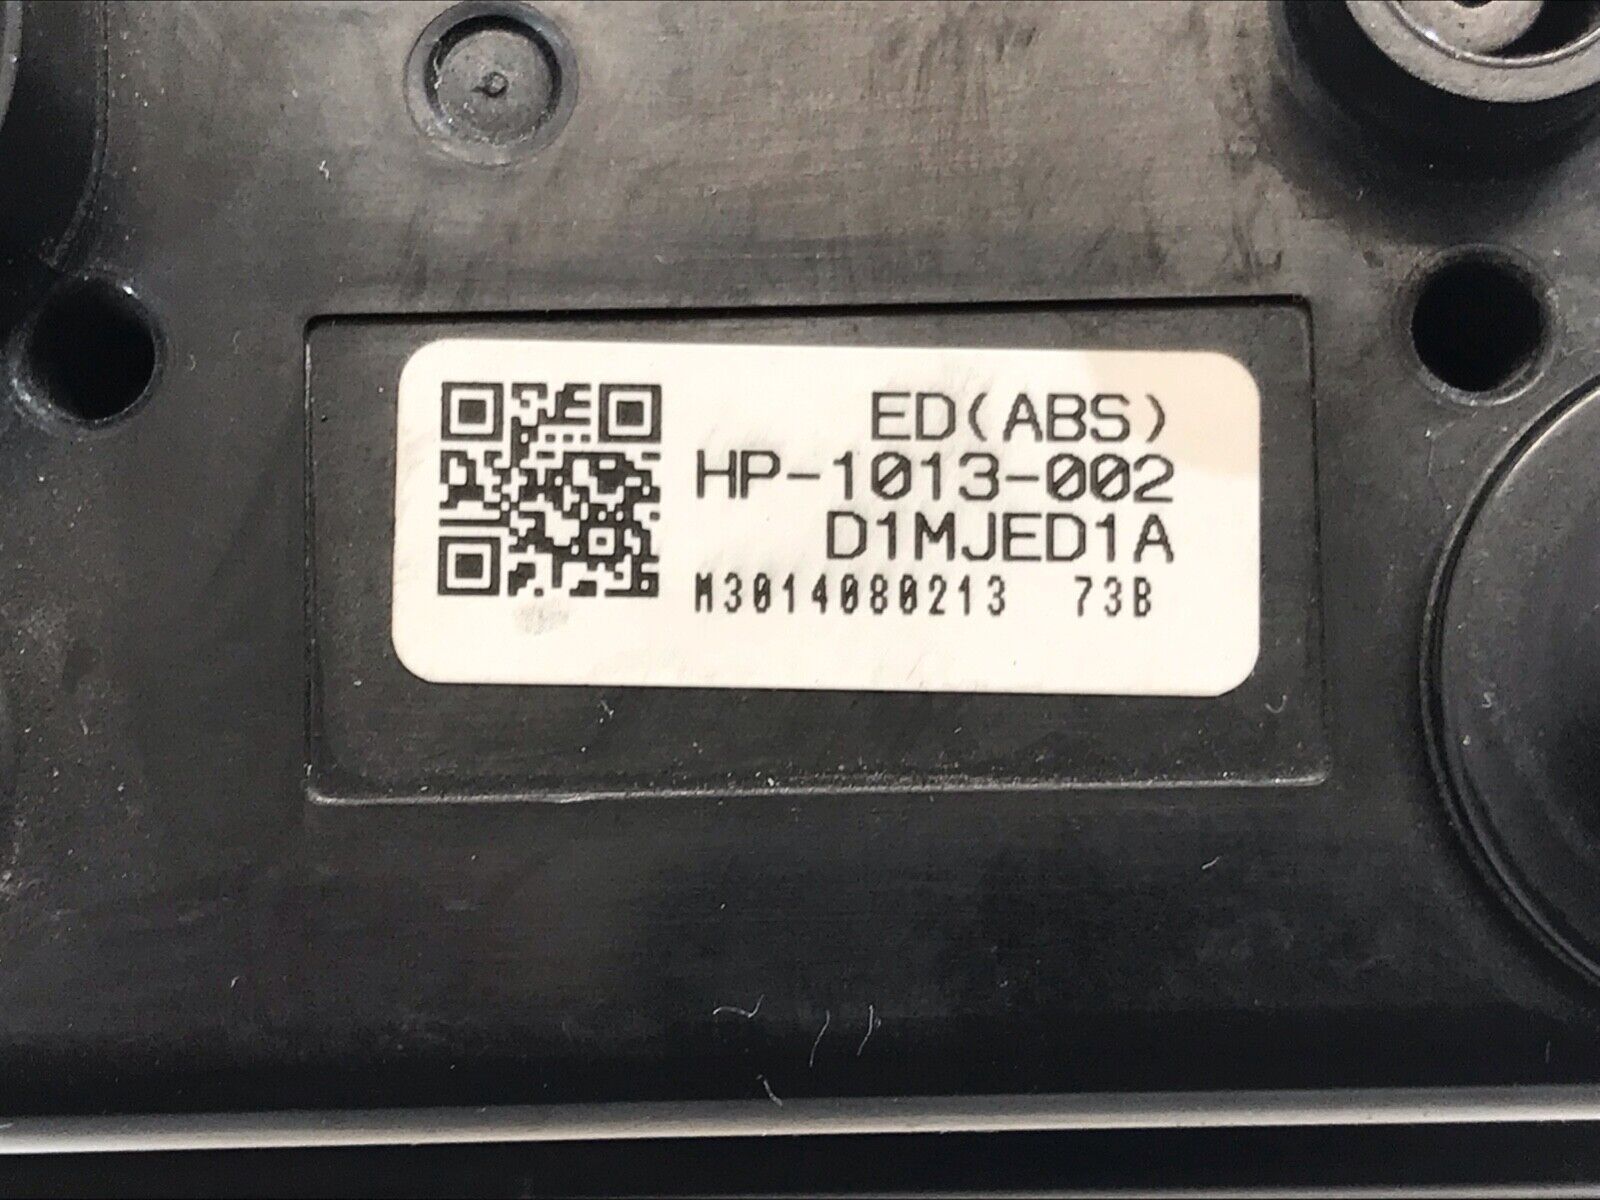 ED(ABS)
HP-1013-002
D1MJED1A
M3014080213 73B